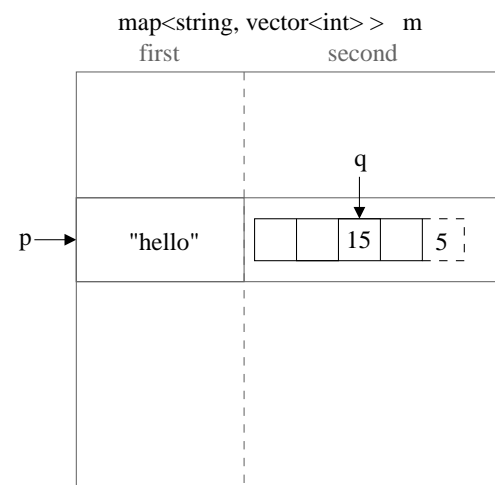 map<string, vector<int> > m
first second
q
p "hello" 15 5